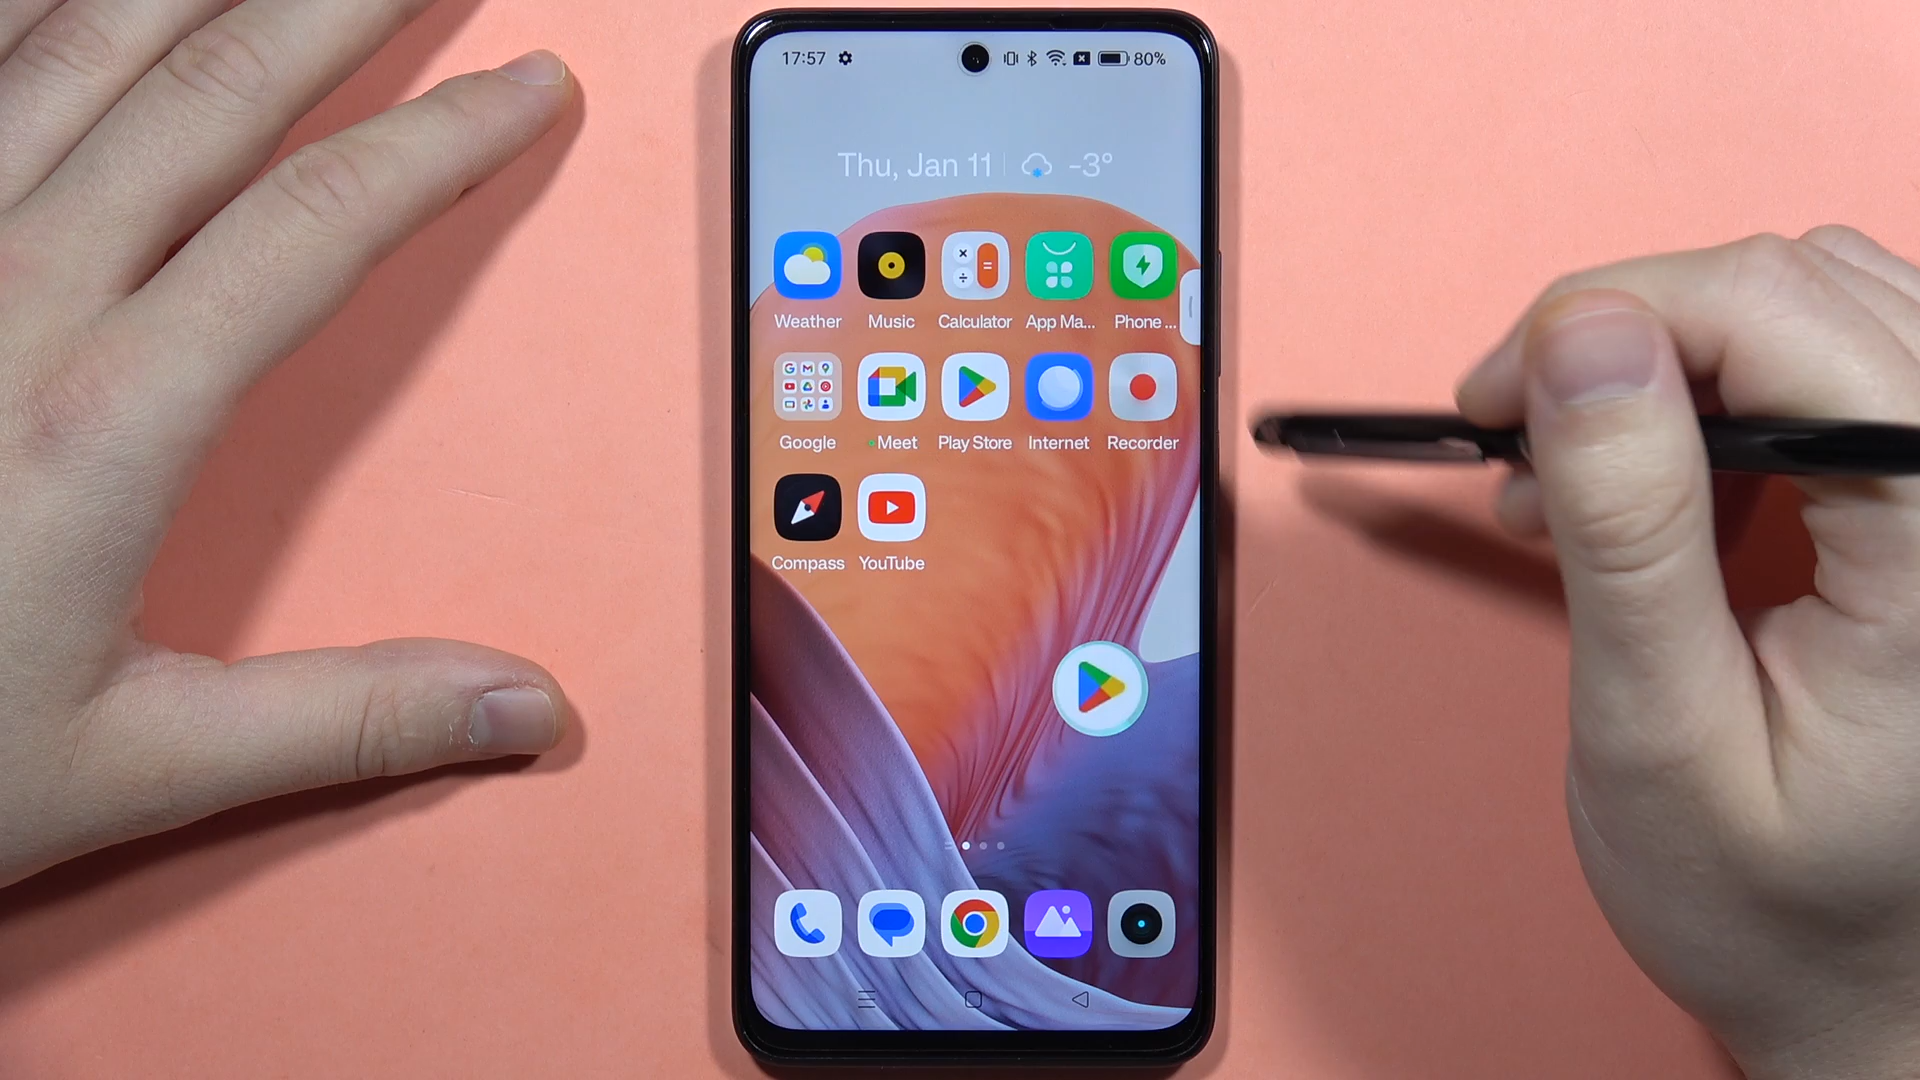 17:57 80%
Thu, Jan 11 -3°
Weather Music Calculator App Ma... Phone ...
Google Meet Play Store Internet Recorder
Compass YouTube